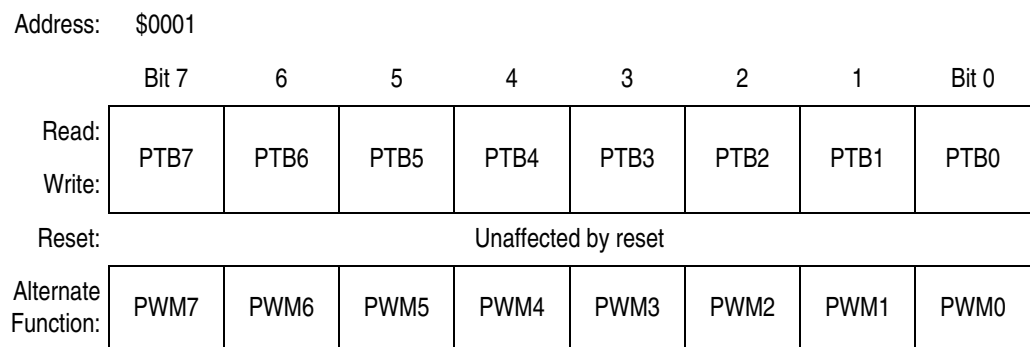 Address: $0001
Bit 7 6 5 4 3 2 1 Bit 0
Read:
PTB7 PTB6 PTB5 PTB4 PTB3 PTB2 PTB1 PTB0
Write:
Reset: Unaffected by reset
Alternate
Function: PWM7 PWM6 PWM5 PWM4 PWM3 PWM2 PWM1 PWM0